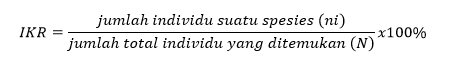 IKR = jumlah individu suatu spesies (ni) / jumlah total individu yang ditemukan (N) x100%